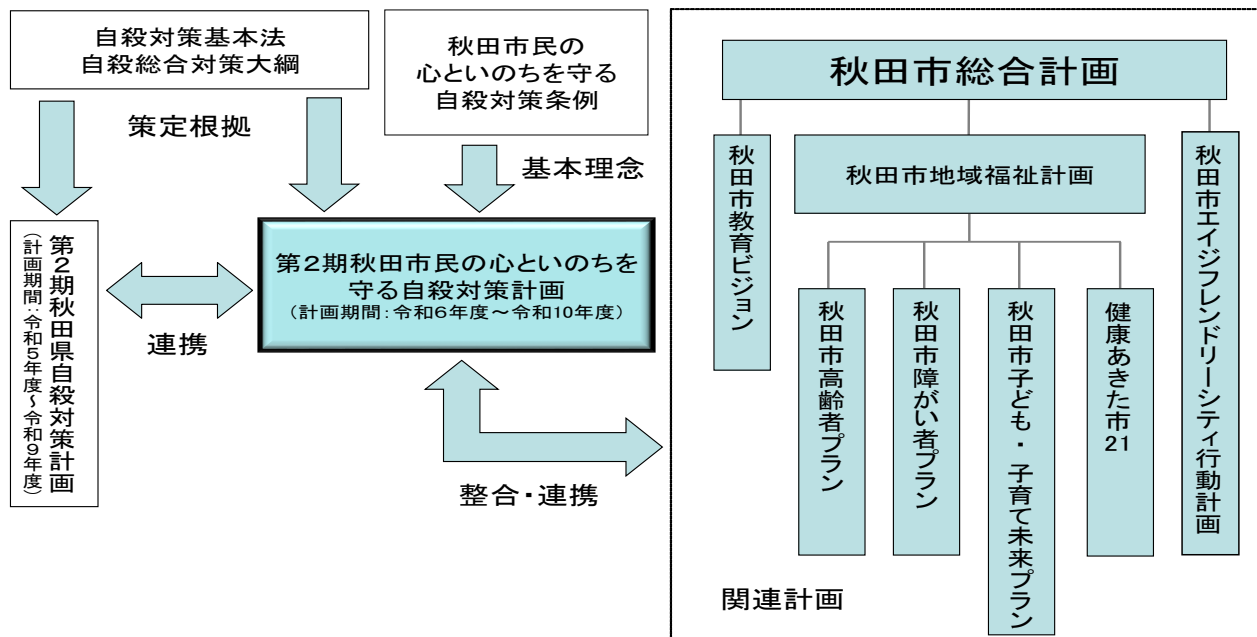 自殺対策基本法
自殺総合対策大綱
秋田市民の
心といのちを守る
自殺対策条例
策定根拠
基本理念
第2期秋田県自殺対策計画
(計画期間:令和5年度~令和9年度)
連携
第2期秋田市民の心といのちを
守る自殺対策計画
(計画期間:令和6年度~令和10年度)
整合・連携
秋田市総合計画
秋田市教育ビジョン
秋田市地域福祉計画
秋田市高齢者プラン
秋田市障がい者プラン
秋田市子ども・子育て未来プラン
健康あきた市
21
秋田市エイジフレンドリーシティ行動計画
関連計画